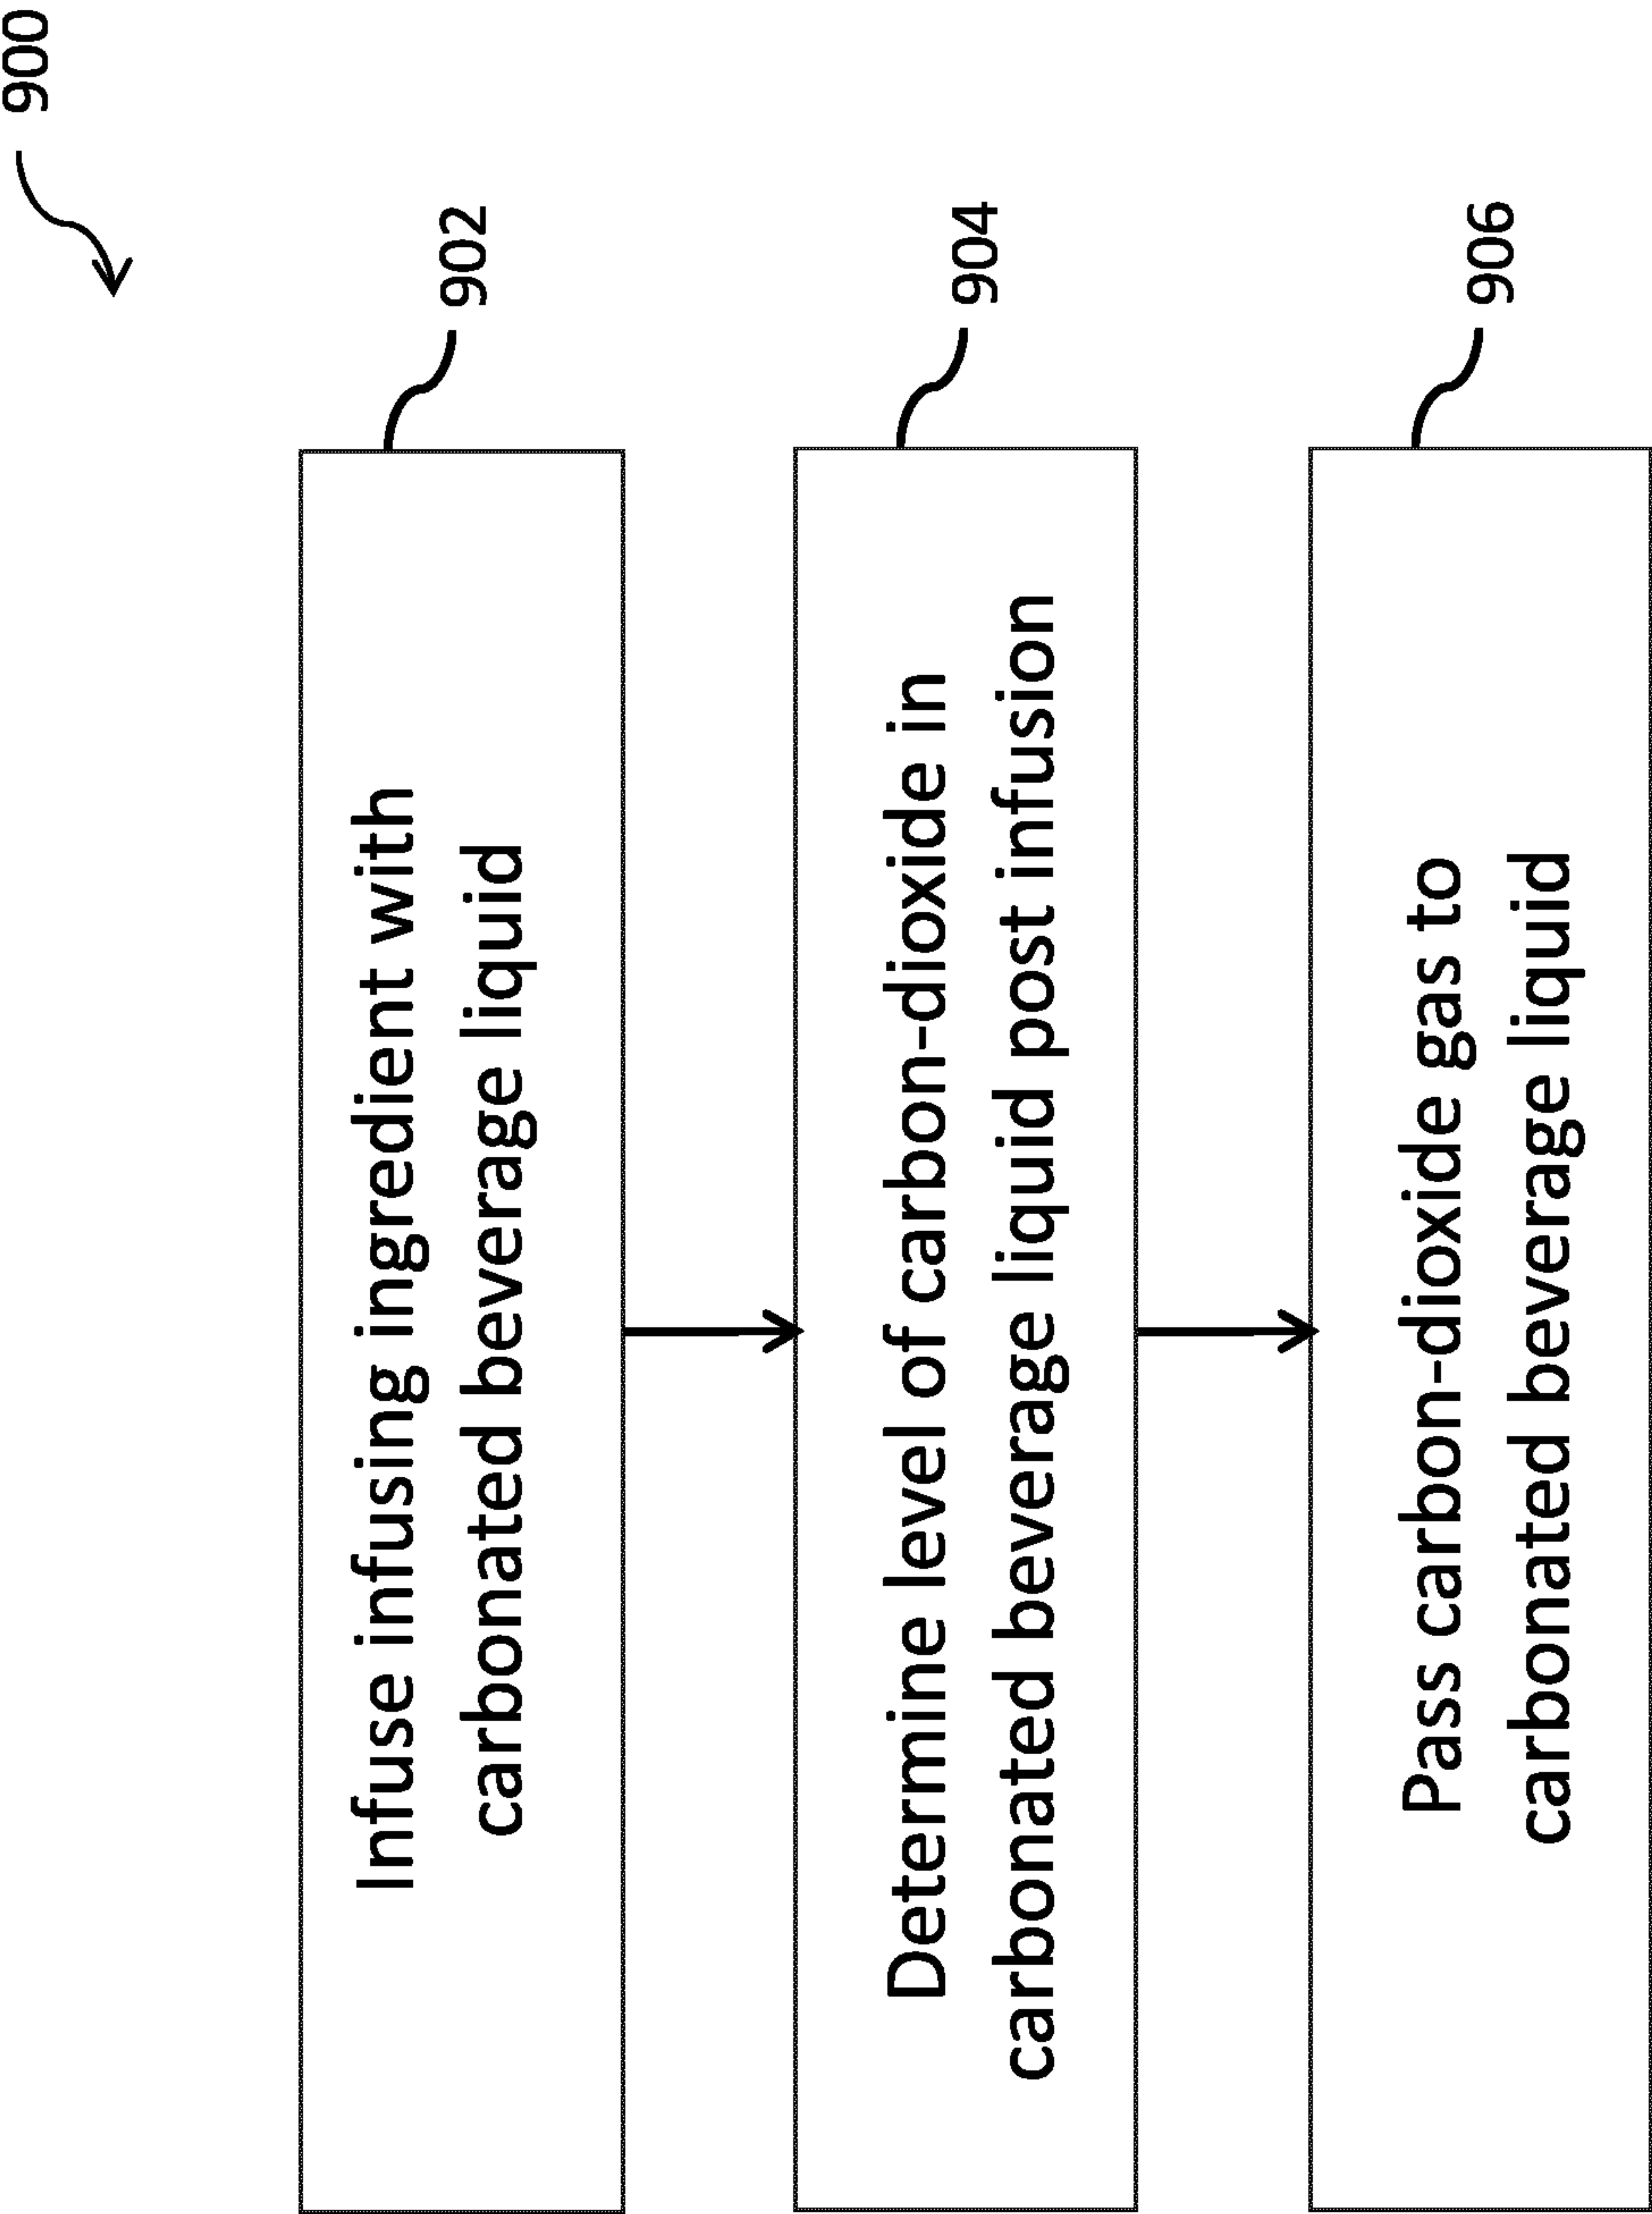 900
902
Infuse infusing ingredient with
carbonated beverage liquid
904
Determine level of carbon-dioxide in
carbonated beverage liquid post infusion
906
Pass carbon-dioxide gas to
carbonated beverage liquid